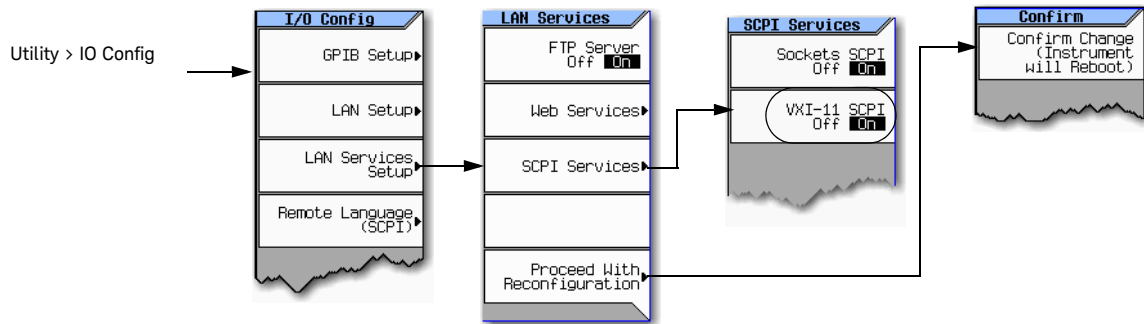 Utility > IO Config
I/O Config
GPIB Setup
LAN Setup
LAN Services
Setup
Remote Language
(SCPI)
LAN Services
FTP Server
Off On
Web Services
SCPI Services
Proceed With
Reconfiguration
SCPI Services
Sockets SCPI
Off On
VXI-11 SCPI
Off On
Confirm
Confirm Change
(Instrument
will Reboot)